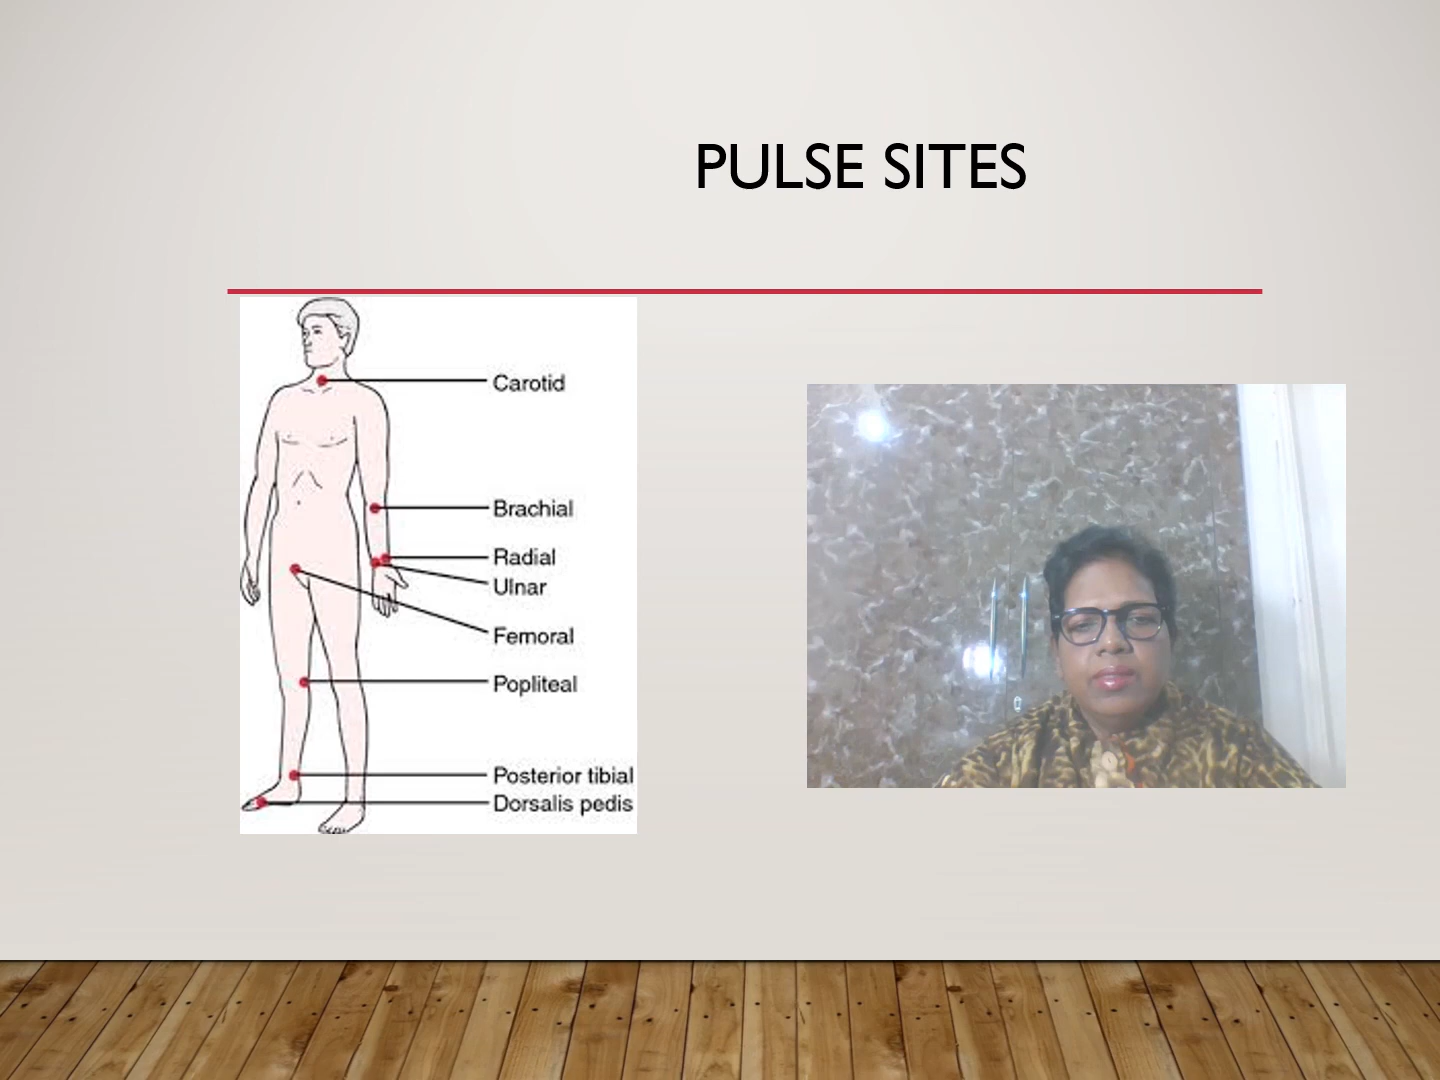 PULSE SITES
Carotid
Brachial
Radial
Ulnar
Femoral
Popliteal
Posterior tibial
Dorsalis pedis